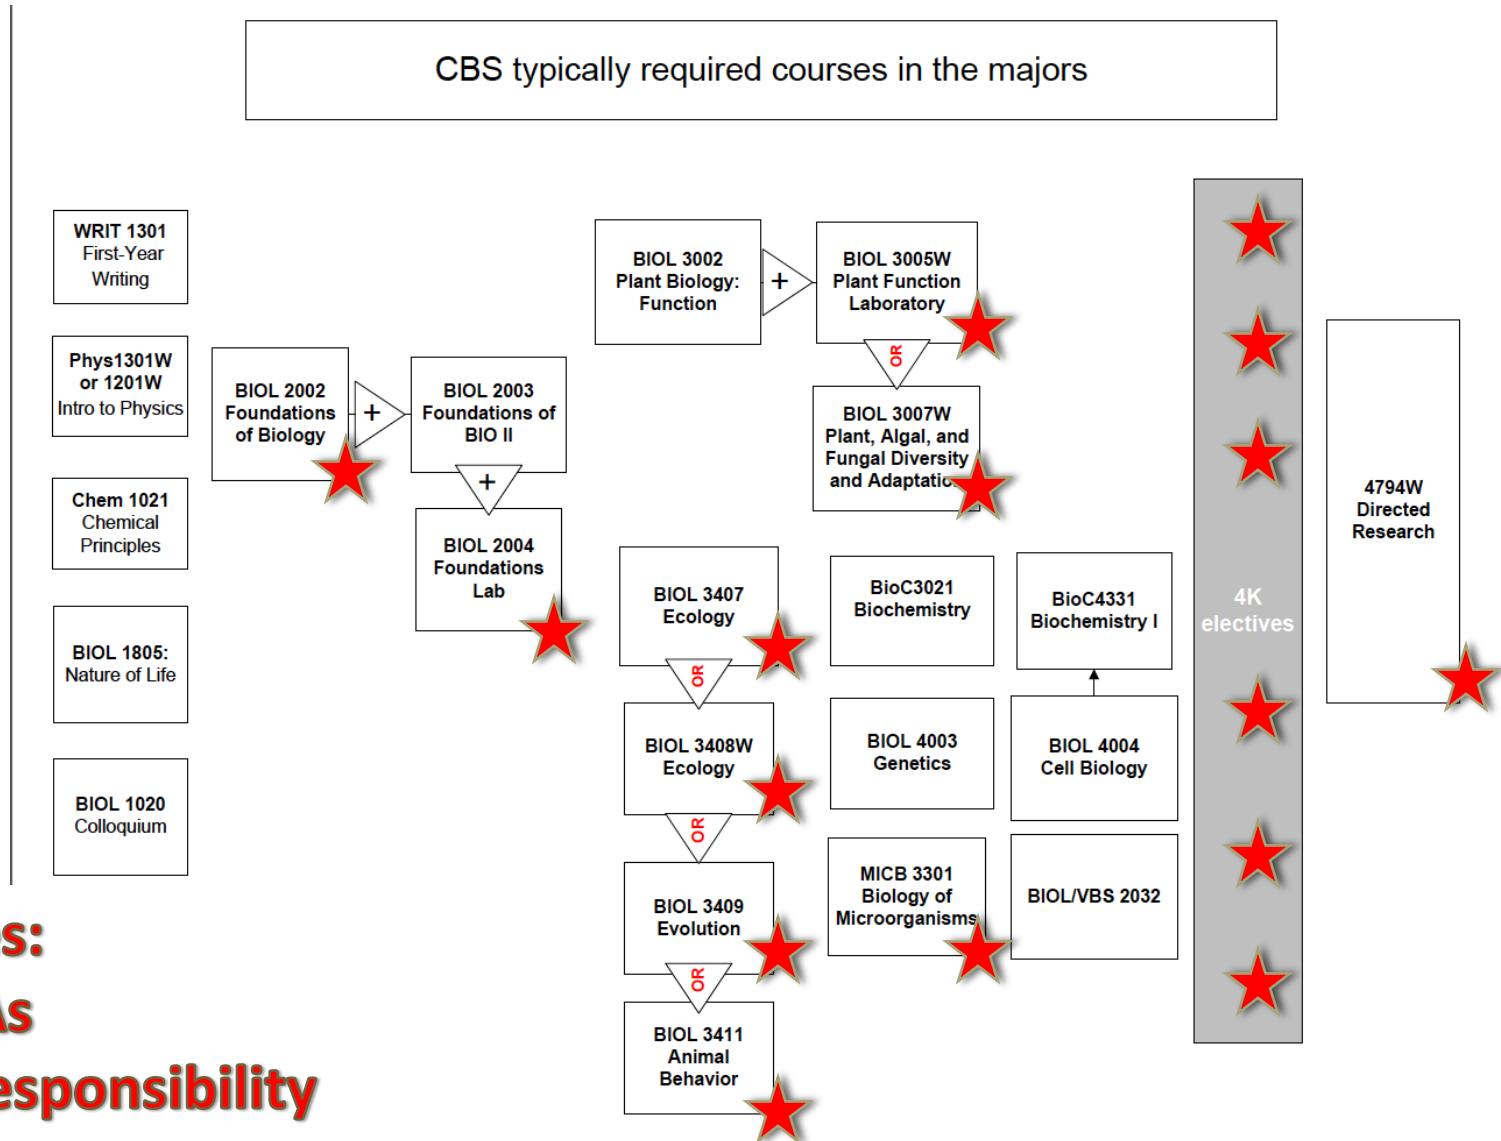 CBS typically required courses in the majors
WRIT 1301
First-Year
Writing
Phys1301W
or 1201W
Intro to Physics
Chem 1021
Chemical
Principles
BIOL 1805:
Nature of Life
BIOL 1020
Colloquium
BIOL 2002
Foundations
of Biology
+
BIOL 2003
Foundations of
BIO II
+
BIOL 2004
Foundations
Lab
BIOL 3002
Plant Biology:
Function
+
BIOL 3005W
Plant Function
Laboratory
OR
BIOL 3007W
Plant, Algal, and
Fungal Diversity
and Adaptation
BIOL 3407
Ecology
OR
BIOL 3408W
Ecology
OR
BIOL 3409
Evolution
OR
BIOL 3411
Animal
Behavior
BioC3021
Biochemistry
BIOL 4003
Genetics
MICB 3301
Biology of
Microorganisms
BioC4331
Biochemistry I
BIOL 4004
Cell Biology
BIOL/VBS 2032
4K
electives
4794W
Directed
Research
s:
As
esponsibility